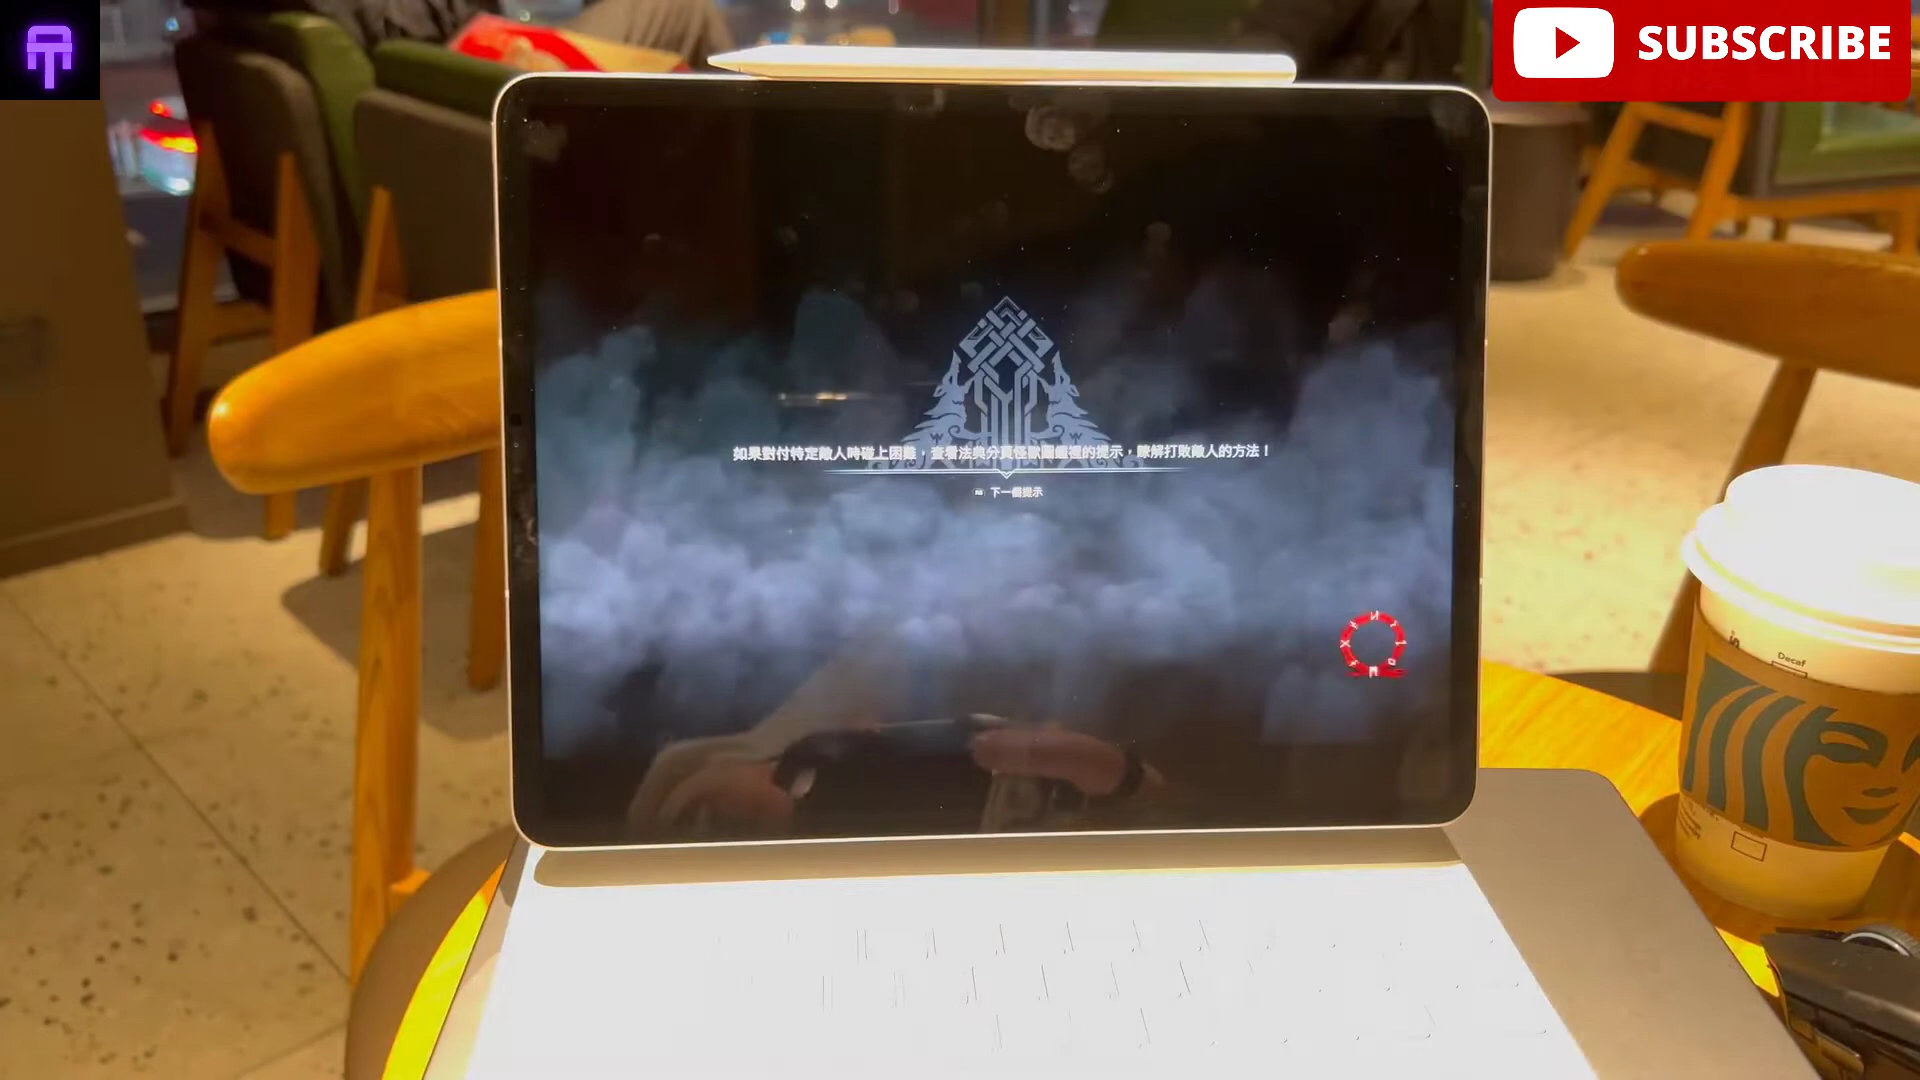 SUBSCRIBE
如果對付特定敵人時碰上困難，查看法典分頁怪獸圖鑑裡的提示，瞭解打敗敵人的方法！
下一個提示
Decaf